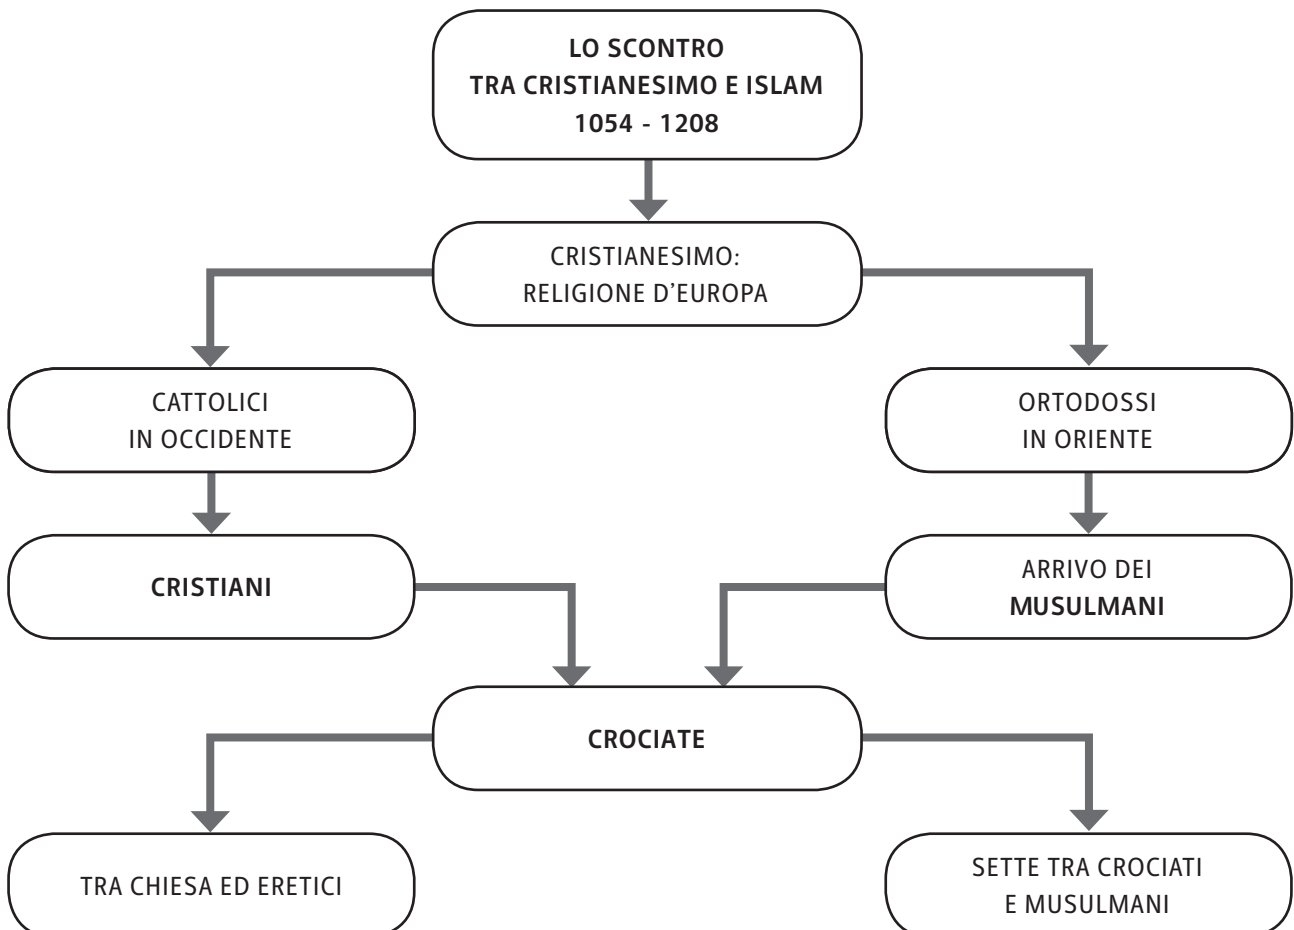 LO SCONTRO
TRA CRISTIANESIMO E ISLAM
1054 - 1208
CRISTIANESIMO:
RELIGIONE D'EUROPA
CATTOLICI
IN OCCIDENTE
ORTODOSSI
IN ORIENTE
CRISTIANI
ARRIVO DEI
MUSULMANI
CROCIATE
TRA CHIESA ED ERETICI
SETTE TRA CROCIATI
E MUSULMANI